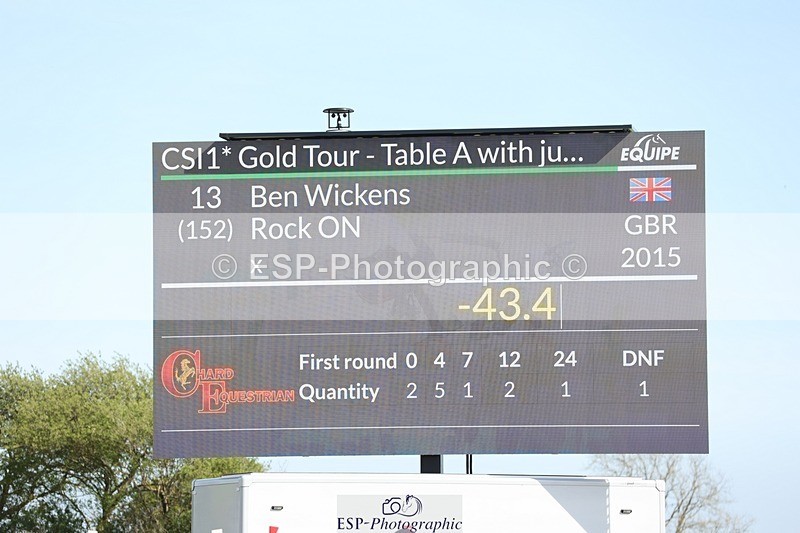 CSI1* Gold Tour - Table A with ju...
EQUIPE
13 Ben Wickens
(152) Rock ON GBR
x 2015
© ESP-Photographic ©
-43.4
First round 0 4 7 12 24 DNF
Quantity 2 5 1 2 1 1
CHARD
EQUESTRIAN
ESP-Photographic